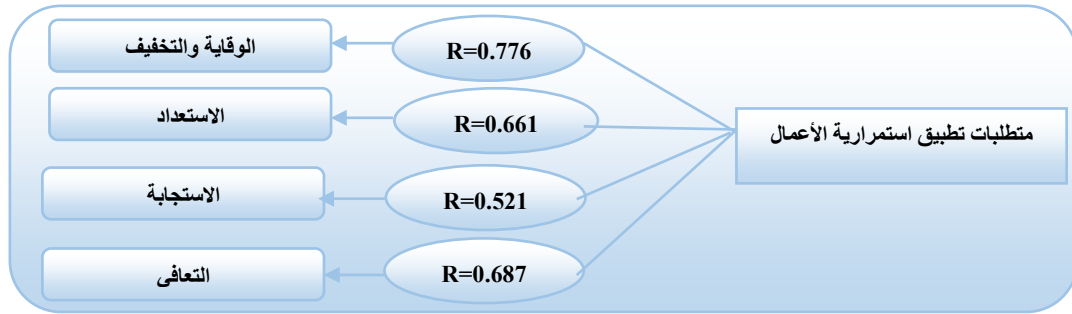 الوقاية والتخفيف
R=0.776
الاستعداد
R=0.661
متطلبات تطبيق استمرارية الأعمال
الاستجابة
R=0.521
التعافى
R=0.687